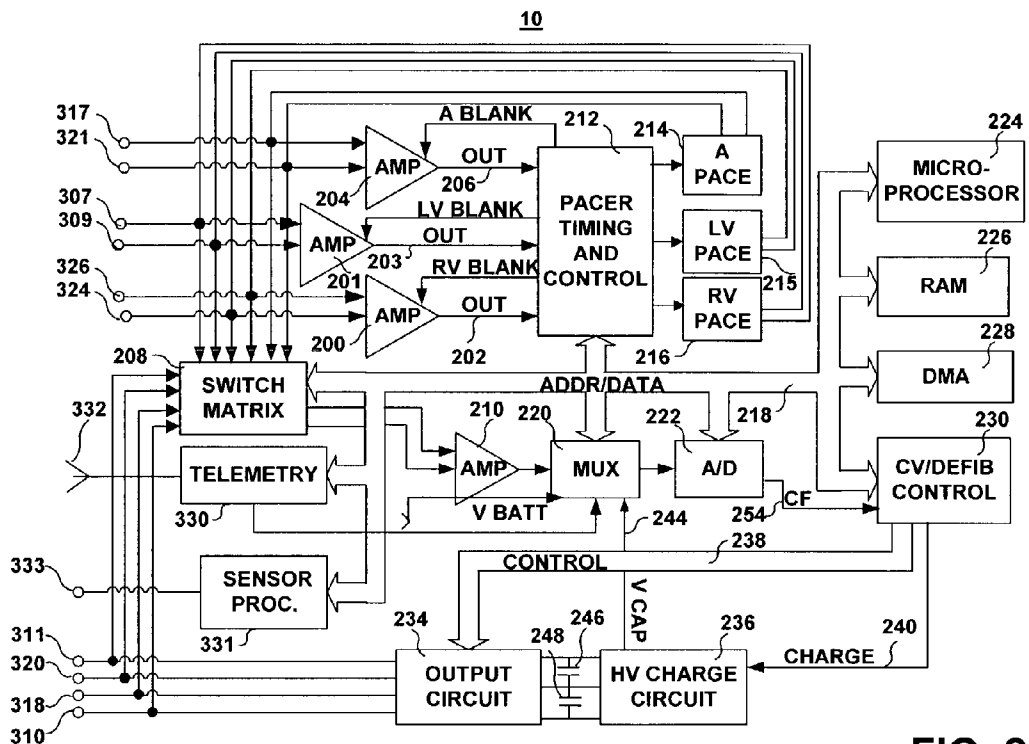 10
317
321
307
309
326
324
A BLANK
212
214
A
PACE
224
MICRO-
PROCESSOR
AMP
OUT
204
206
LV BLANK
PACER
TIMING
AND
CONTROL
AMP
OUT
201
203
LV
PACE
215
RV BLANK
226
RAM
AMP
OUT
200
202
RV
PACE
216
228
DMA
208
SWITCH
MATRIX
ADDR/DATA
218
332
210
AMP
220
MUX
222
A/D
230
CV/DEFIB
CONTROL
TELEMETRY
330
V BATT
244
254
CF
238
333
SENSOR
PROC.
331
CONTROL
V CAP
311
320
318
310
234
OUTPUT
CIRCUIT
248
246
236
HV CHARGE
CIRCUIT
CHARGE
240